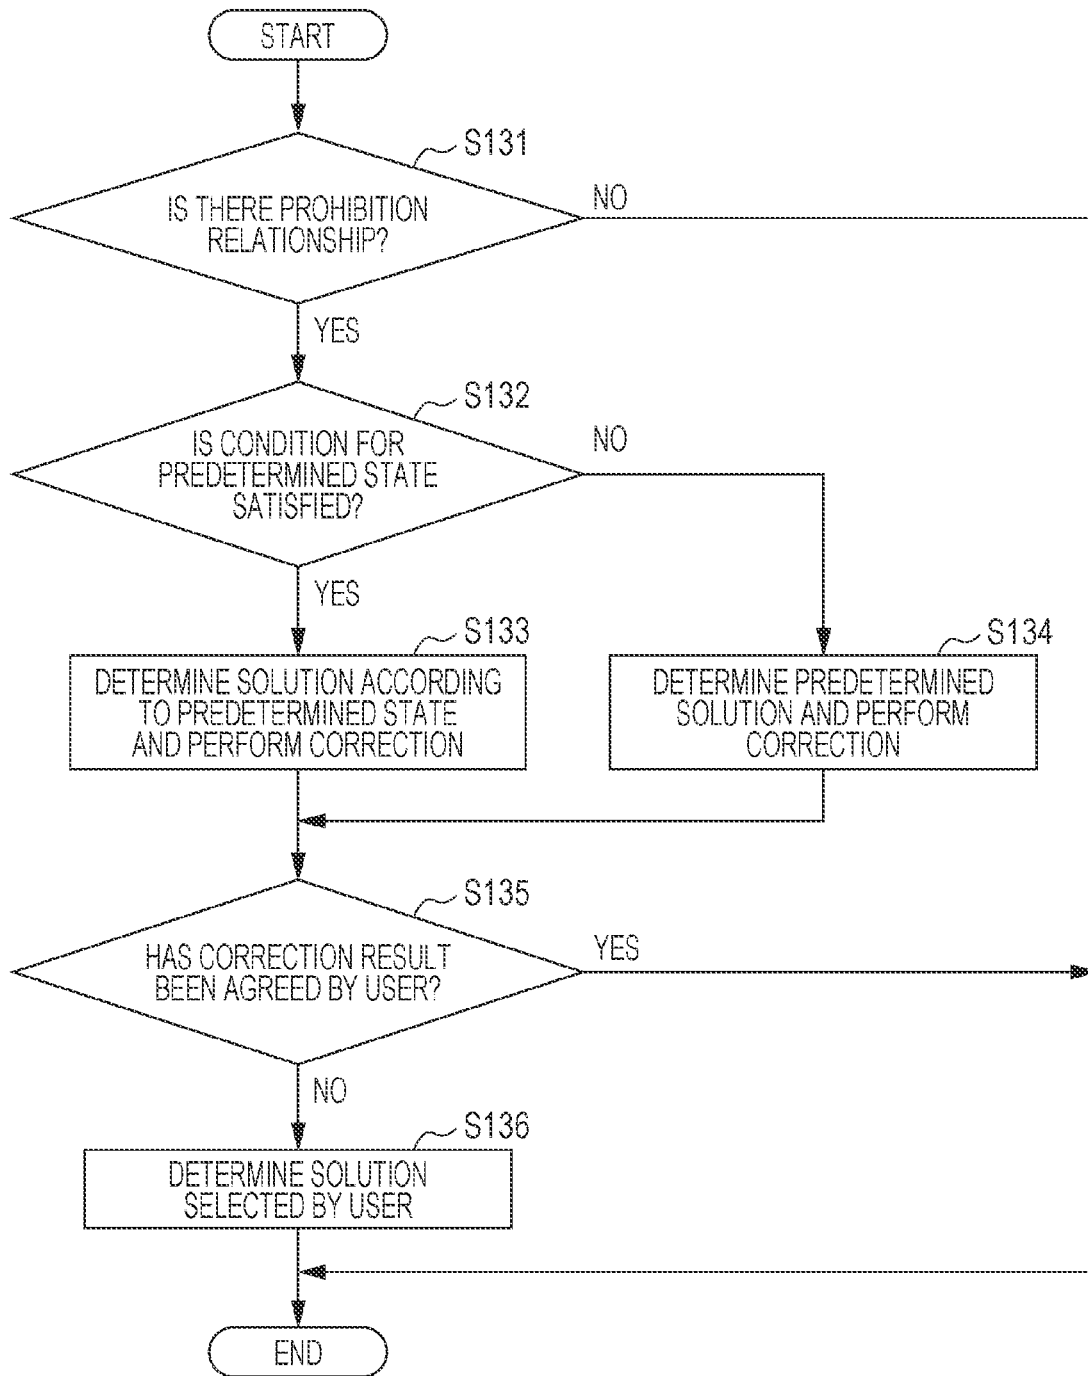 START
S131
IS THERE PROHIBITION
RELATIONSHIP?
NO
YES
S132
IS CONDITION FOR
PREDETERMINED STATE
SATISFIED?
NO
YES
S133
DETERMINE SOLUTION ACCORDING
TO PREDETERMINED STATE
AND PERFORM CORRECTION
S134
DETERMINE PREDETERMINED
SOLUTION AND PERFORM
CORRECTION
S135
HAS CORRECTION RESULT
BEEN AGREED BY USER?
YES
NO
S136
DETERMINE SOLUTION
SELECTED BY USER
END